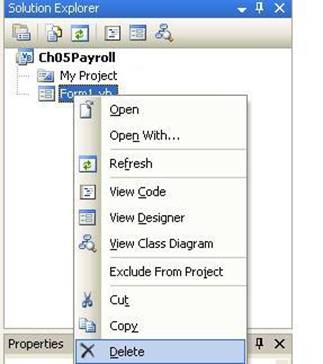 Solution Explorer
Ch05Payroll
My Project
Form1.vb
Open
Open With...
Refresh
View Code
View Designer
View Class Diagram
Exclude From Project
Cut
Copy
Properties
Delete